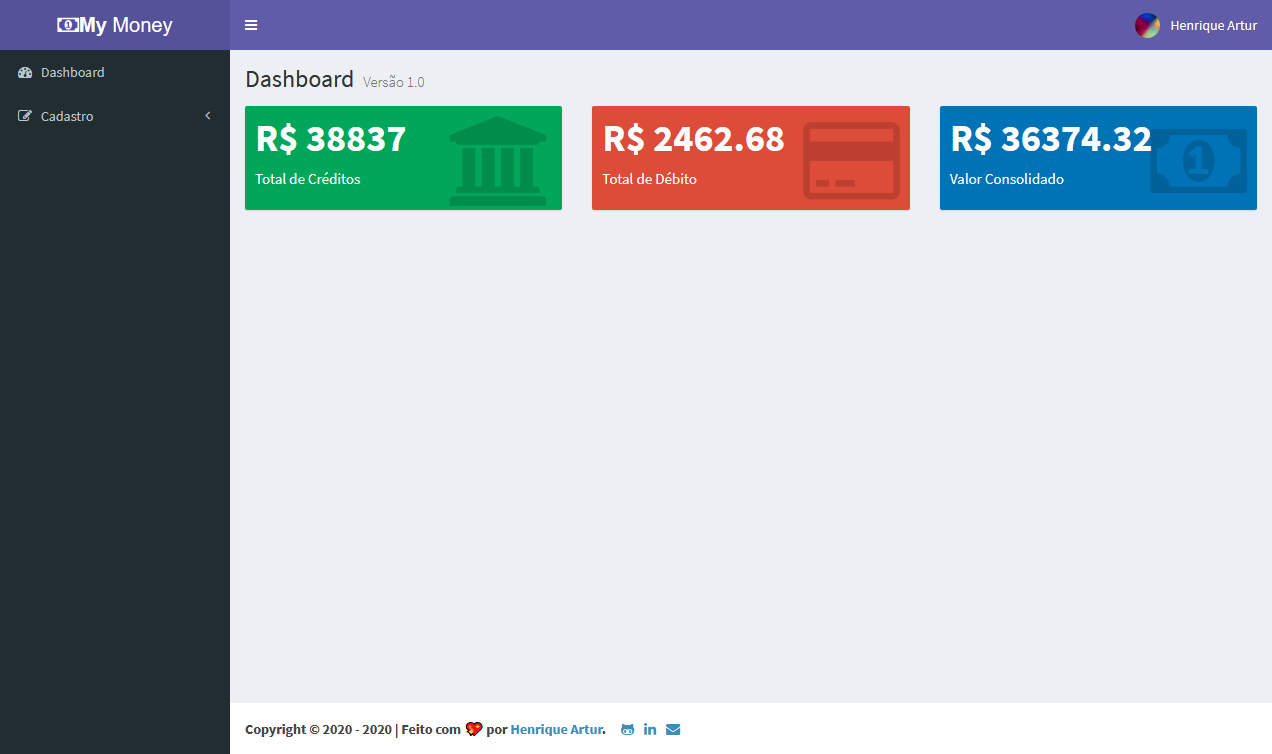 My Money
Henrique Artur
Dashboard
Cadastro
Dashboard Versão 1.0
R$ 38837
Total de Créditos
R$ 2462.68
Total de Débito
R$ 36374.32
Valor Consolidado
Copyright © 2020 - 2020 | Feito com 💖 por Henrique Artur.